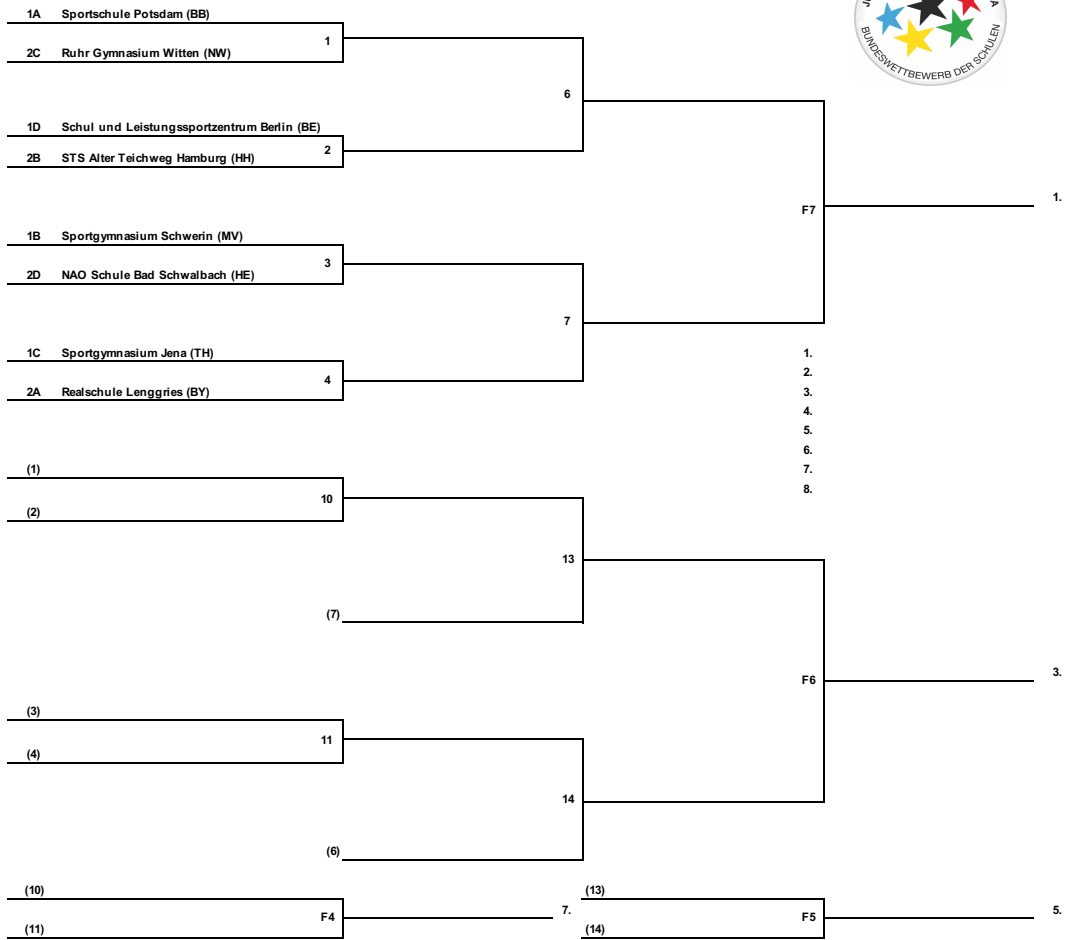 1A Sportschule Potsdam (BB)
1
2C Ruhr Gymnasium Witten (NW)
6
1D Schul und Leistungssportzentrum Berlin (BE)
2
2B STS Alter Teichweg Hamburg (HH)
F7
1.
1B Sportgymnasium Schwerin (MV)
3
2D NAO Schule Bad Schwalbach (HE)
7
1C Sportgymnasium Jena (TH)
4
2A Realschule Lenggries (BY)
1.
2.
3.
4.
5.
6.
7.
8.
(1)
10
(2)
13
(7)
F6
3.
(3)
11
(4)
14
(6)
(10)
F4
7.
(11)
(13)
F5
5.
(14)
BUNDESWETTBEWERB DER SCHULEN